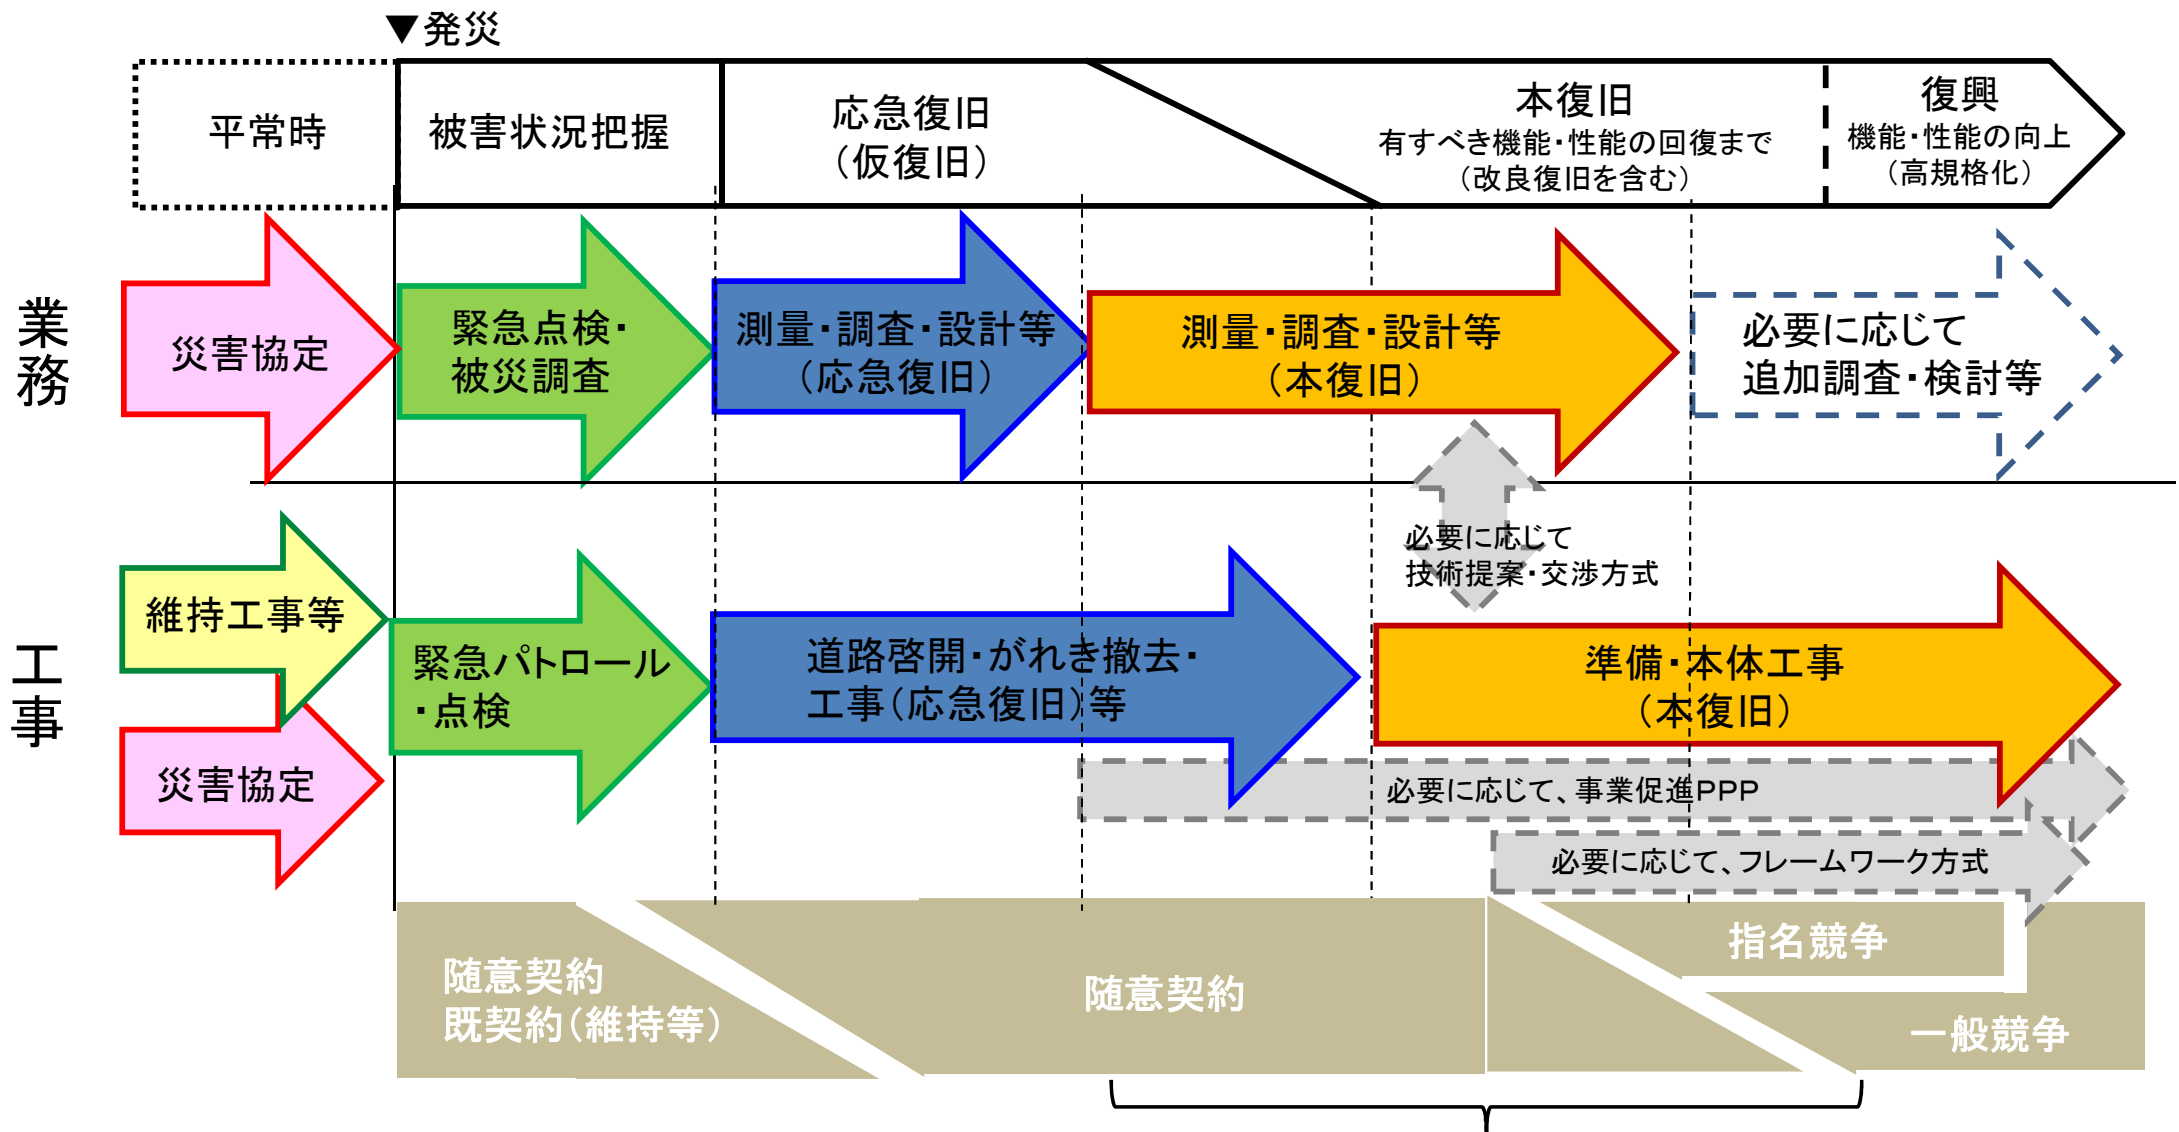 ▼発災
平常時
被害状況把握
応急復旧
（仮復旧）
本復旧
有すべき機能・性能の回復まで
（改良復旧を含む）
復興
機能・性能の向上
（高規格化）
業務
災害協定
緊急点検・
被災調査
測量・調査・設計等
（応急復旧）
測量・調査・設計等
（本復旧）
必要に応じて
追加調査・検討等
必要に応じて
技術提案・交渉方式
工事
維持工事等
災害協定
緊急パトロール
・点検
道路啓開・がれき撤去・
工事（応急復旧）等
準備・本体工事
（本復旧）
必要に応じて、事業促進PPP
必要に応じて、フレームワーク方式
随意契約
既契約（維持等）
随意契約
指名競争
一般競争